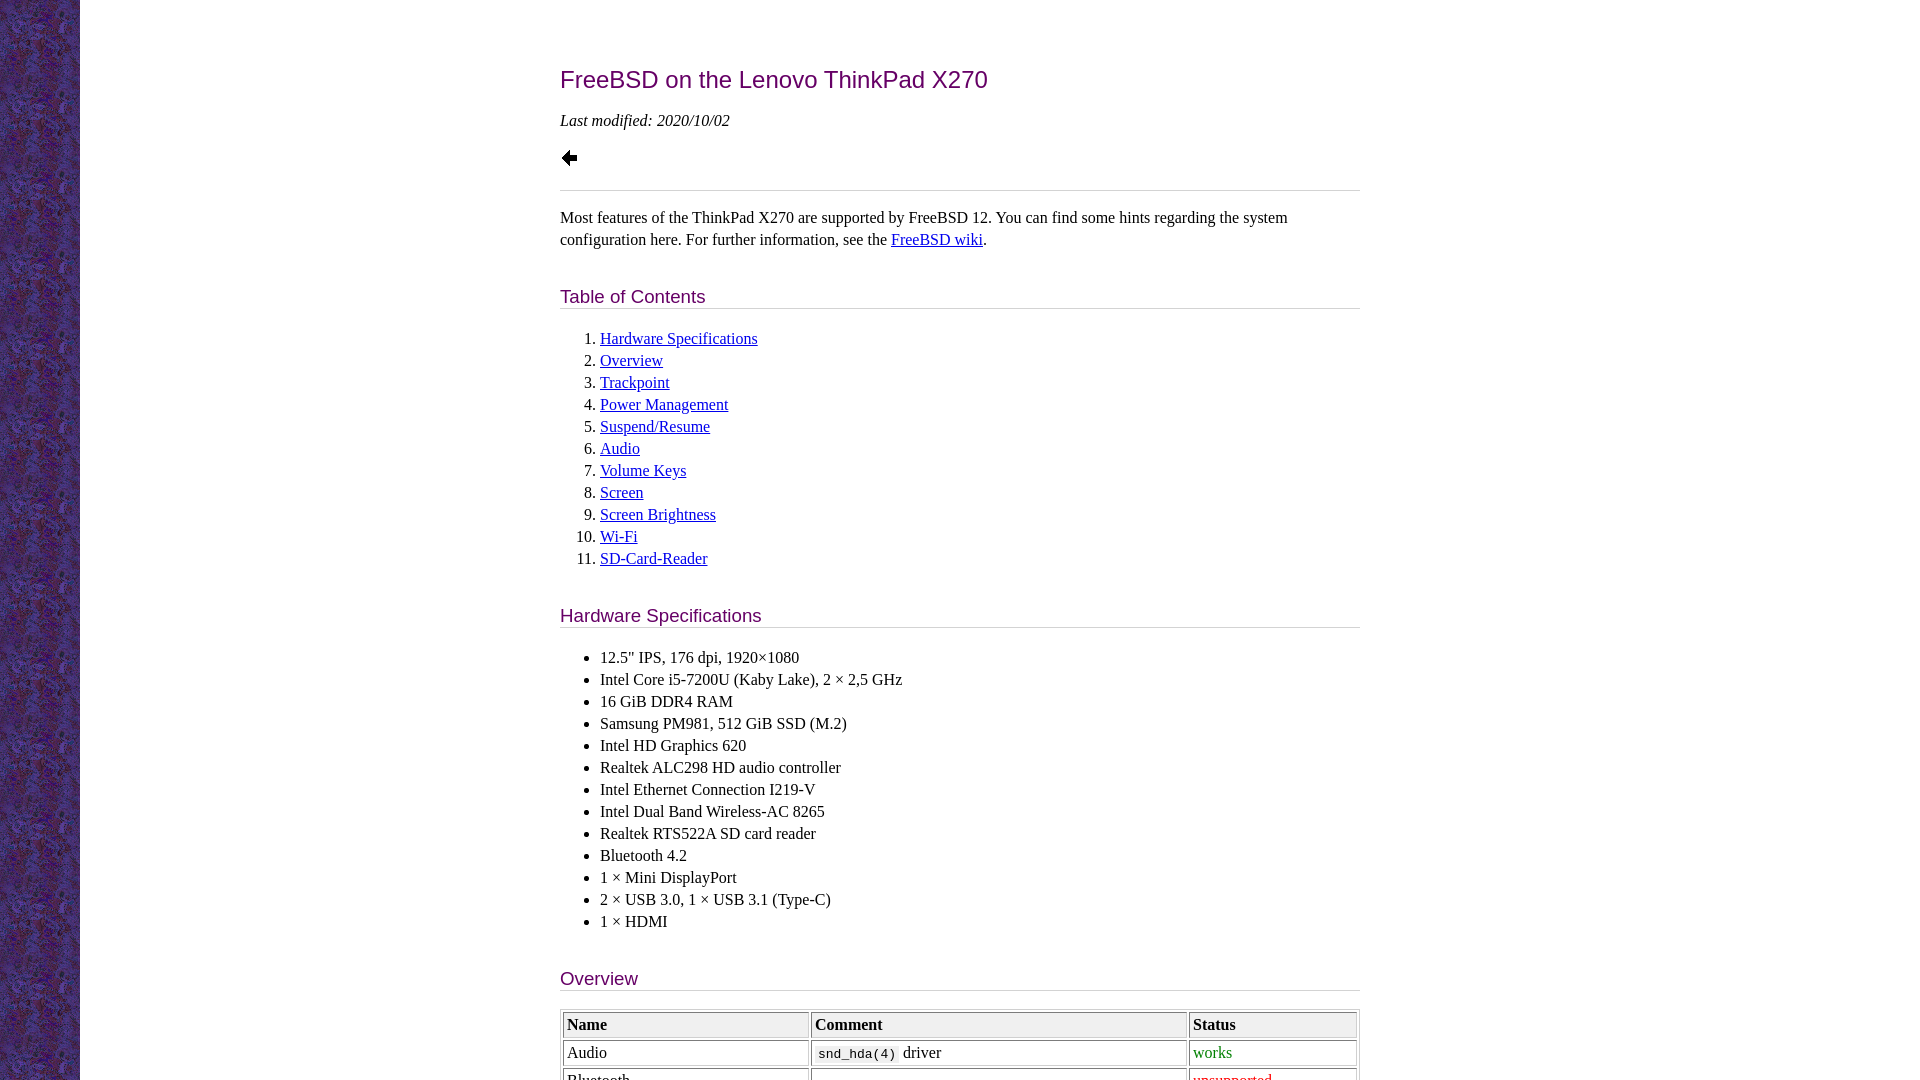 FreeBSD on the Lenovo ThinkPad X270
Last modified: 2020/10/02
Most features of the ThinkPad X270 are supported by FreeBSD 12. You can find some hints regarding the system
configuration here. For further information, see the FreeBSD wiki.
Table of Contents
1. Hardware Specifications
2. Overview
3. Trackpoint
4. Power Management
5. Suspend/Resume
6. Audio
7. Volume Keys
8. Screen
9. Screen Brightness
10. Wi-Fi
11. SD-Card-Reader
Hardware Specifications
• 12.5" IPS, 176 dpi, 1920×1080
• Intel Core i5-7200U (Kaby Lake), 2 × 2,5 GHz
• 16 GiB DDR4 RAM
• Samsung PM981, 512 GiB SSD (M.2)
• Intel HD Graphics 620
• Realtek ALC298 HD audio controller
• Intel Ethernet Connection I219-V
• Intel Dual Band Wireless-AC 8265
• Realtek RTS522A SD card reader
• Bluetooth 4.2
• 1 × Mini DisplayPort
• 2 × USB 3.0, 1 × USB 3.1 (Type-C)
• 1 × HDMI
Overview
Name Comment Status
Audio snd_hda(4) driver works
Bluetooth unsupported